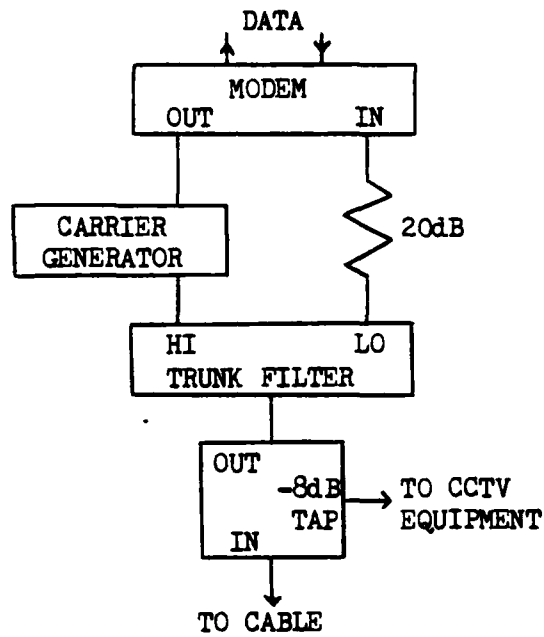 DATA
MODEM
OUT IN
CARRIER
GENERATOR
20dB
HI LO
TRUNK FILTER
OUT
-8dB
TAP
IN
TO CCTV
EQUIPMENT
TO CABLE